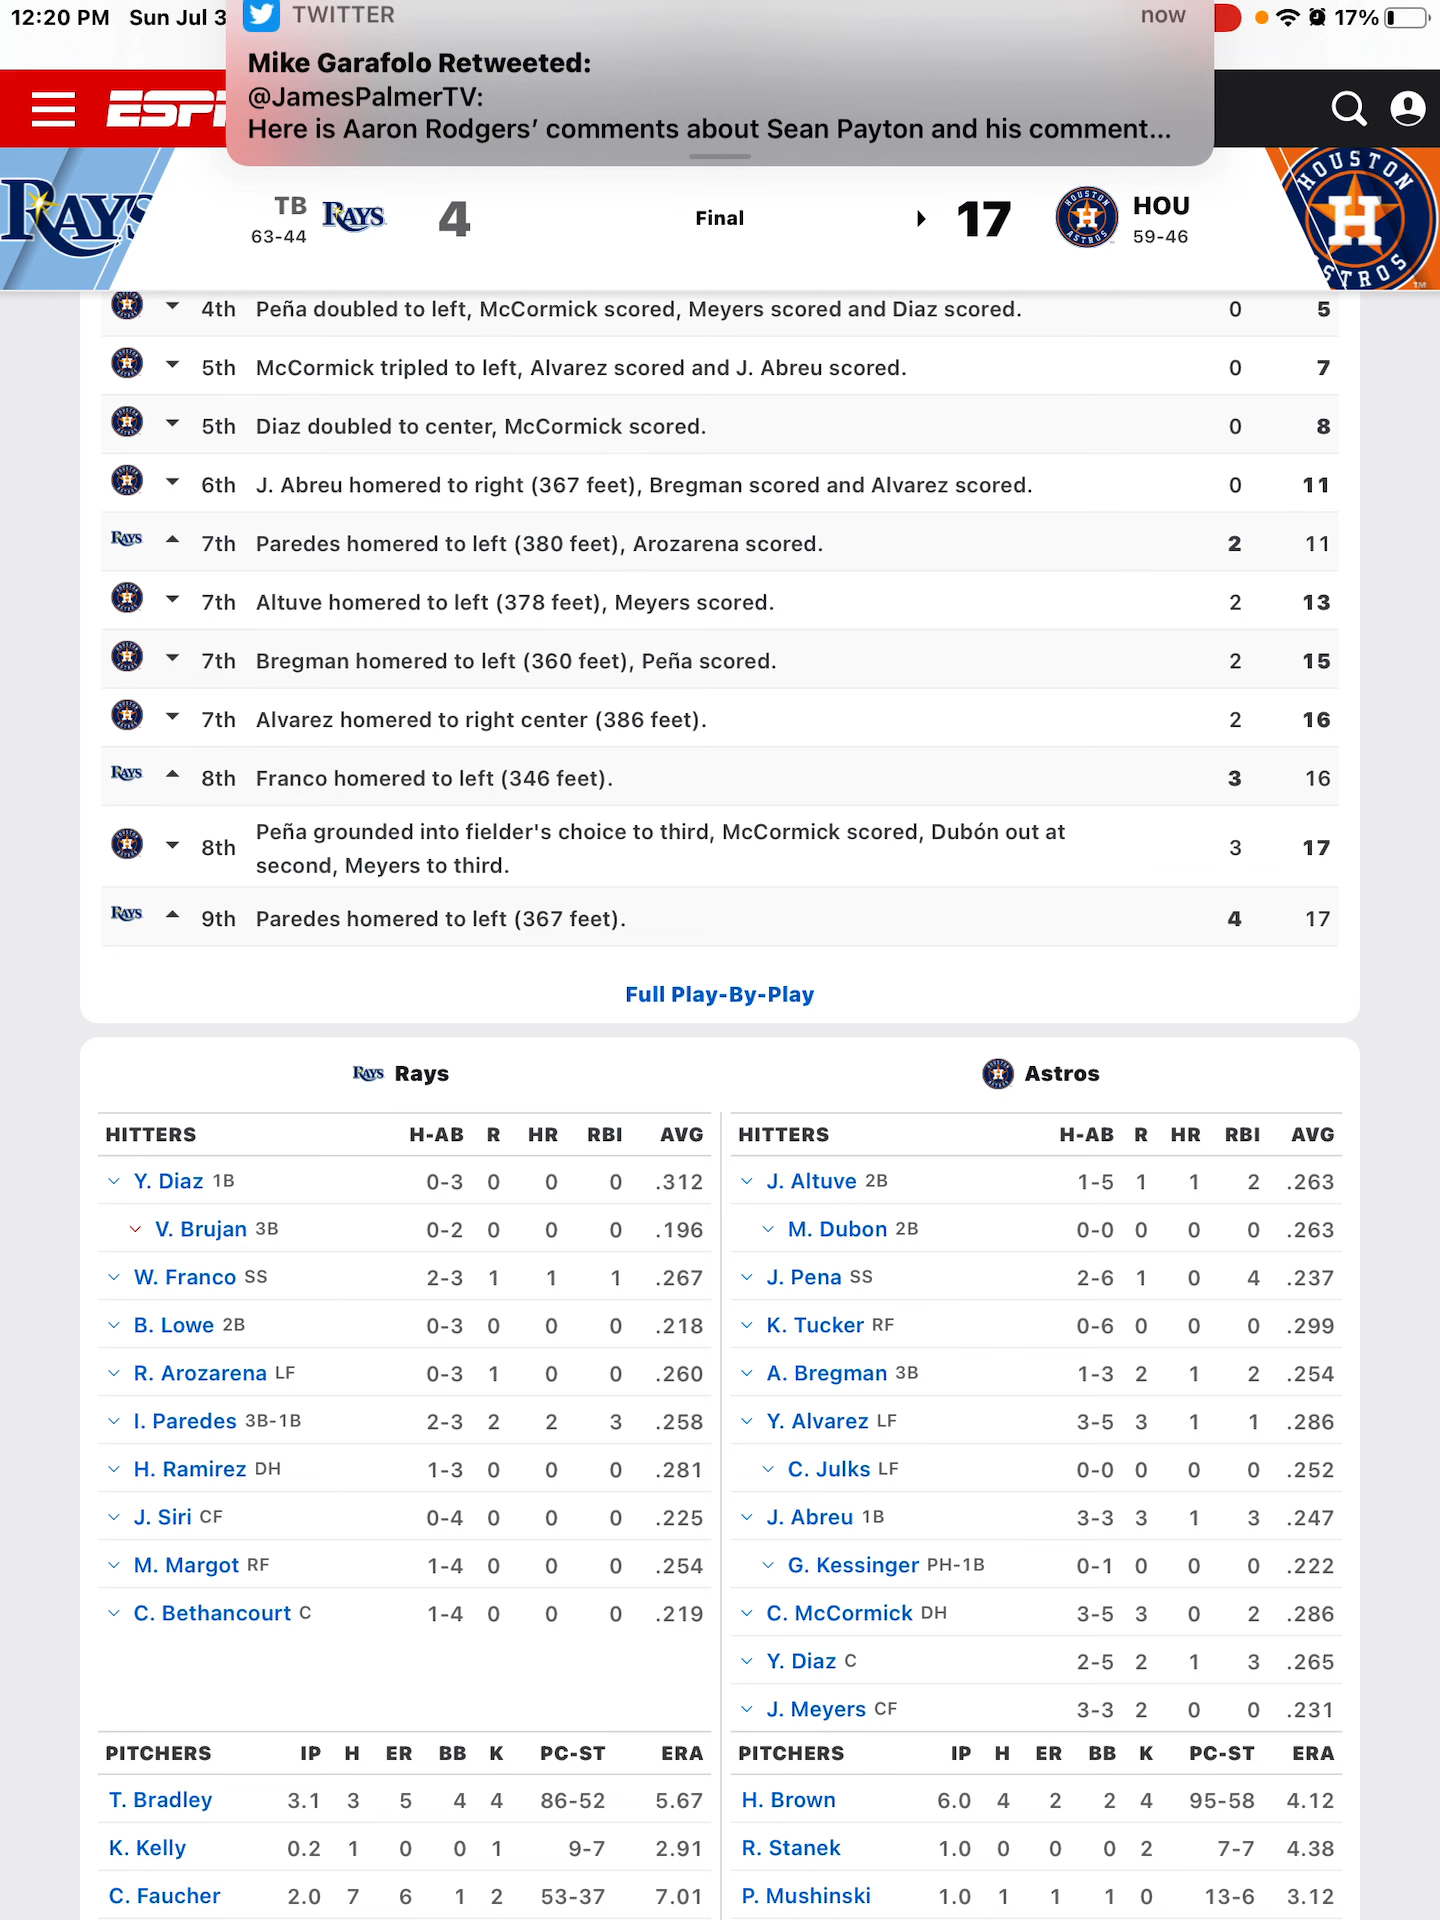 12:20 PM Sun Jul 3
TWITTER now
17%
Mike Garafolo Retweeted:
@JamesPalmerTV:
Here is Aaron Rodgers’ comments about Sean Payton and his comment...
ESP
RAYS
TB
63-44
RAYS
4
Final
17
HOU
59-46
HOUSTON H ASTROS
4th Peña doubled to left, McCormick scored, Meyers scored and Diaz scored. 0 5
5th McCormick tripled to left, Alvarez scored and J. Abreu scored. 0 7
5th Diaz doubled to center, McCormick scored. 0 8
6th J. Abreu homered to right (367 feet), Bregman scored and Alvarez scored. 0 11
RAYS 7th Paredes homered to left (380 feet), Arozarena scored. 2 11
7th Altuve homered to left (378 feet), Meyers scored. 2 13
7th Bregman homered to left (360 feet), Peña scored. 2 15
7th Alvarez homered to right center (386 feet). 2 16
RAYS 8th Franco homered to left (346 feet). 3 16
8th Peña grounded into fielder's choice to third, McCormick scored, Dubón out at
second, Meyers to third. 3 17
RAYS 9th Paredes homered to left (367 feet). 4 17
Full Play-By-Play
RAYS Rays
HITTERS H-AB R HR RBI AVG
Y. Diaz 1B 0-3 0 0 0 .312
V. Brujan 3B 0-2 0 0 0 .196
W. Franco SS 2-3 1 1 1 .267
B. Lowe 2B 0-3 0 0 0 .218
R. Arozarena LF 0-3 1 0 0 .260
I. Paredes 3B-1B 2-3 2 2 3 .258
H. Ramirez DH 1-3 0 0 0 .281
J. Siri CF 0-4 0 0 0 .225
M. Margot RF 1-4 0 0 0 .254
C. Bethancourt C 1-4 0 0 0 .219
PITCHERS IP H ER BB K PC-ST ERA
T. Bradley 3.1 3 5 4 4 86-52 5.67
K. Kelly 0.2 1 0 0 1 9-7 2.91
C. Faucher 2.0 7 6 1 2 53-37 7.01
Astros
HITTERS H-AB R HR RBI AVG
J. Altuve 2B 1-5 1 1 2 .263
M. Dubon 2B 0-0 0 0 0 .263
J. Pena SS 2-6 1 0 4 .237
K. Tucker RF 0-6 0 0 0 .299
A. Bregman 3B 1-3 2 1 2 .254
Y. Alvarez LF 3-5 3 1 1 .286
C. Julks LF 0-0 0 0 0 .252
J. Abreu 1B 3-3 3 1 3 .247
G. Kessinger PH-1B 0-1 0 0 0 .222
C. McCormick DH 3-5 3 0 2 .286
Y. Diaz C 2-5 2 1 3 .265
J. Meyers CF 3-3 2 0 0 .231
PITCHERS IP H ER BB K PC-ST ERA
H. Brown 6.0 4 2 2 4 95-58 4.12
R. Stanek 1.0 0 0 0 2 7-7 4.38
P. Mushinski 1.0 1 1 1 0 13-6 3.12